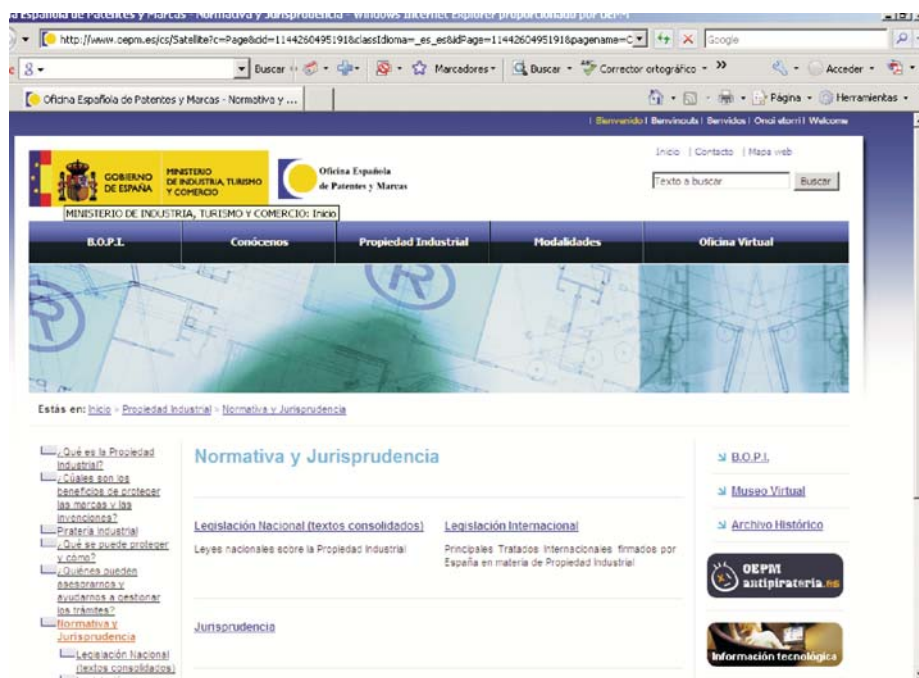 Española de Patentes y Marcas - Normativa y Jurisprudencia - Windows Internet Explorer proporcionado por OEPM
http://www.oepm.es/cs/Satellite?c=Page&cid=1144260495191&classIdioma=_es_es&idPage=1144260495191&pagename=C
Google
Buscar
Marcadores
Buscar
Corrector ortográfico
Acceder
Oficina Española de Patentes y Marcas - Normativa y ...
Página
Herramientas
| Bienvenido | Benvinguts | Benvidos | Ongi etorri | Welcome
Inicio | Contacto | Mapa web
GOBIERNO
DE ESPAÑA
MINISTERIO
DE INDUSTRIA, TURISMO
Y COMERCIO
Oficina Española
de Patentes y Marcas
Texto a buscar
Buscar
MINISTERIO DE INDUSTRIA, TURISMO Y COMERCIO: Inicio
B.O.P.I.
Conócenos
Propiedad Industrial
Modalidades
Oficina Virtual
Estás en: Inicio > Propiedad Industrial > Normativa y Jurisprudencia
¿Qué es la Propiedad
Industrial?
¿Cúales son los
beneficios de proteger
las marcas y las
invenciones?
Piratería Industrial
¿Qué se puede proteger
y cómo?
¿Quiénes pueden
asesorarnos y
ayudarnos a gestionar
los trámites?
Normativa y
Jurisprudencia
Legislación Nacional
(textos consolidados)
Normativa y Jurisprudencia
Legislación Nacional (textos consolidados)
Leyes nacionales sobre la Propiedad Industrial
Legislación Internacional
Principales Tratados Internacionales firmados por
España en materia de Propiedad Industrial
Jurisprudencia
B.O.P.I.
Museo Virtual
Archivo Histórico
OEPM
antipiratería.es
Información tecnológica